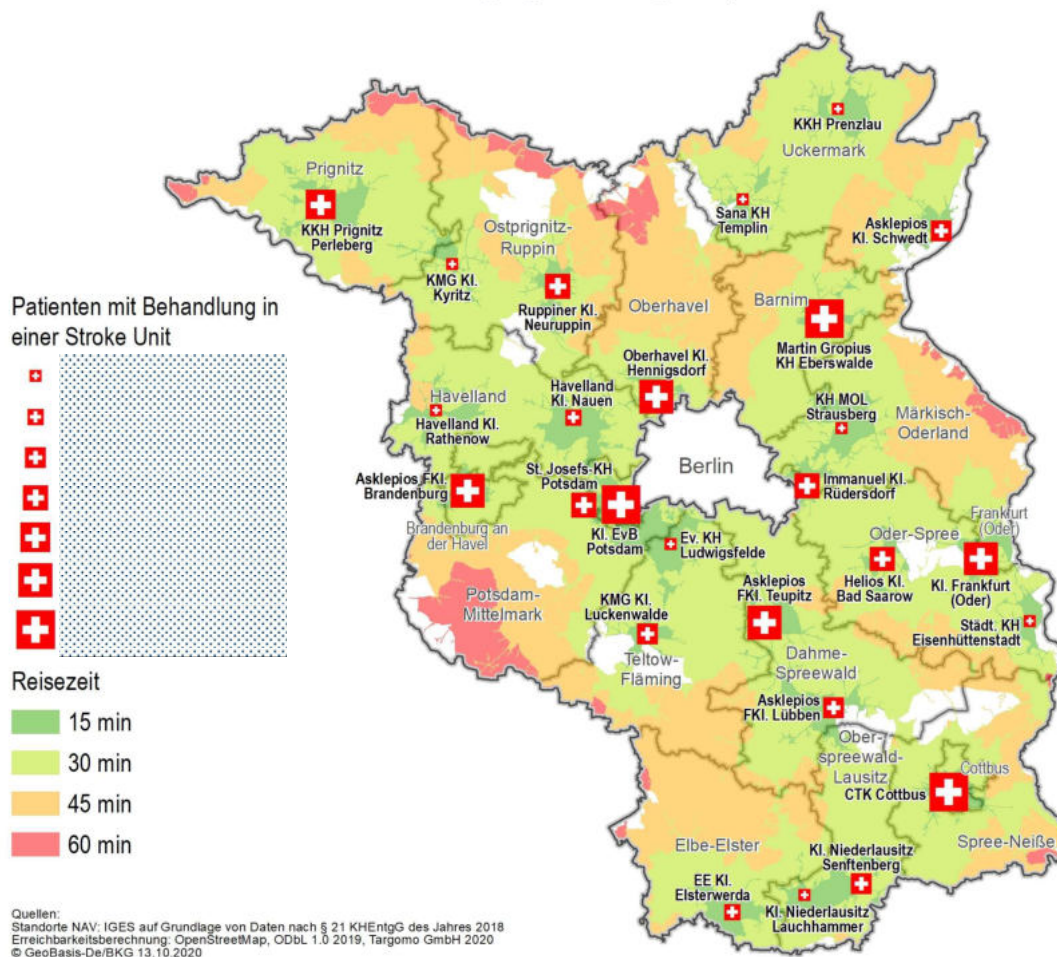 KKH Prenzlau
Uckermark
Prignitz
KKH Prignitz
Perleberg
Sana KH
Templin
Asklepios
Kl. Schwedt
Ostprignitz-
Ruppin
KMG Kl.
Kyritz
Ruppiner Kl.
Neuruppin
Oberhavel
Barnim
Martin Gropius
KH Eberswalde
Patienten mit Behandlung in
einer Stroke Unit
Oberhavel Kl.
Hennigsdorf
Havelland
Havelland
Kl. Nauen
Havelland Kl.
Rathenow
KH MOL
Strausberg
Märkisch-
Oderland
Berlin
Asklepios FKl.
Brandenburg
St. Josefs-KH
Potsdam
Immanuel Kl.
Rüdersdorf
Brandenburg an
der Havel
Kl. EvB
Potsdam
Ev. KH
Ludwigsfelde
Oder-Spree
Frankfurt
(Oder)
Helios Kl.
Bad Saarow
Kl. Frankfurt
(Oder)
Potsdam-
Mittelmark
KMG Kl.
Luckenwalde
Asklepios
FKl. Teupitz
Städt. KH
Eisenhüttenstadt
Teltow-
Fläming
Dahme-
Spreewald
Reisezeit
15 min
30 min
45 min
60 min
Asklepios
FKl. Lübben
Ober-
spreewald-
Lausitz
Cottbus
CTK Cottbus
Elbe-Elster
Spree-Neiße
Kl. Niederlausitz
Senftenberg
EE Kl.
Elsterwerda
Kl. Niederlausitz
Lauchhammer
Quellen:
Standorte NAV: IGES auf Grundlage von Daten nach § 21 KHEntgG des Jahres 2018
Erreichbarkeitsberechnung: OpenStreetMap, ODbL 1.0 2019, Targomo GmbH 2020
© GeoBasis-De/BKG 13.10.2020